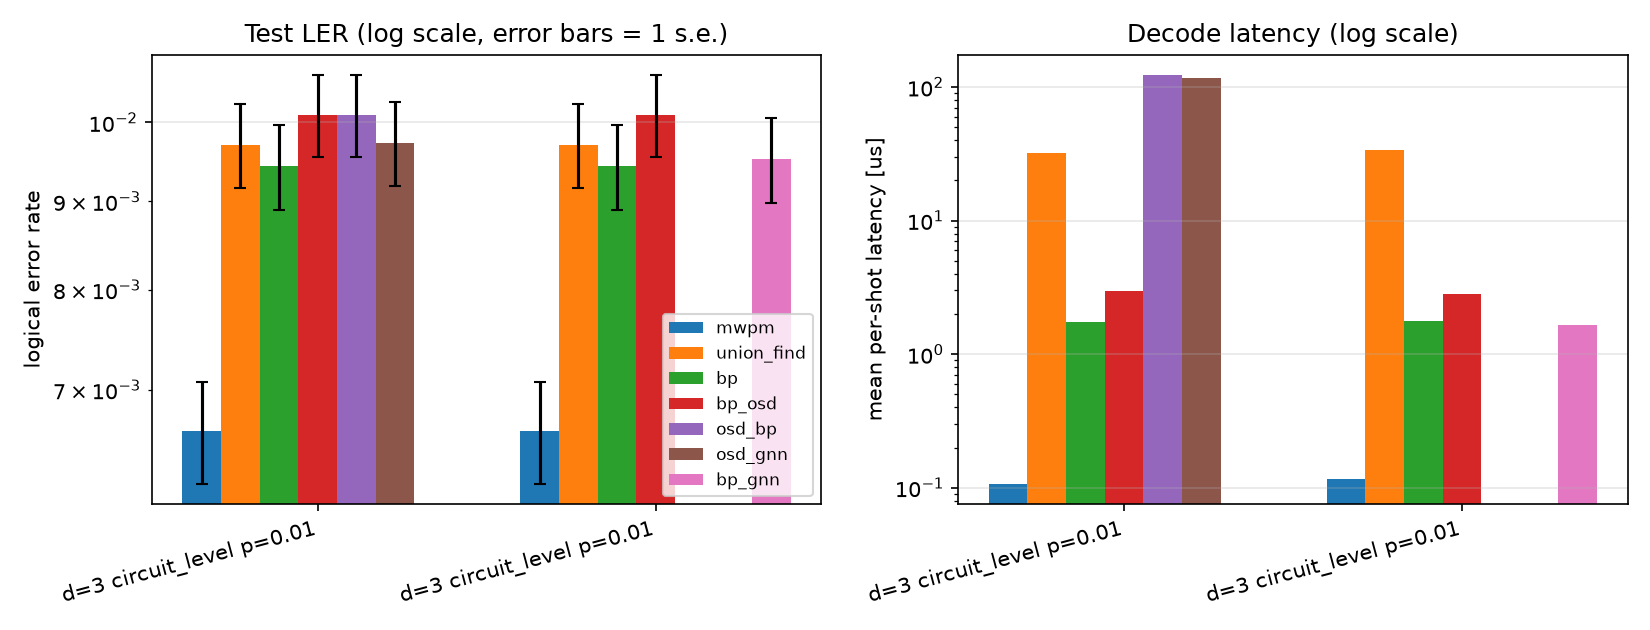 Test LER (log scale, error bars = 1 s.e.)
logical error rate
10⁻²
9 × 10⁻³
8 × 10⁻³
7 × 10⁻³
mwpm
union_find
bp
bp_osd
osd_bp
osd_gnn
bp_gnn
d=3 circuit_level p=0.01
d=3 circuit_level p=0.01
Decode latency (log scale)
mean per-shot latency [us]
10²
10¹
10⁰
10⁻¹
d=3 circuit_level p=0.01
d=3 circuit_level p=0.01